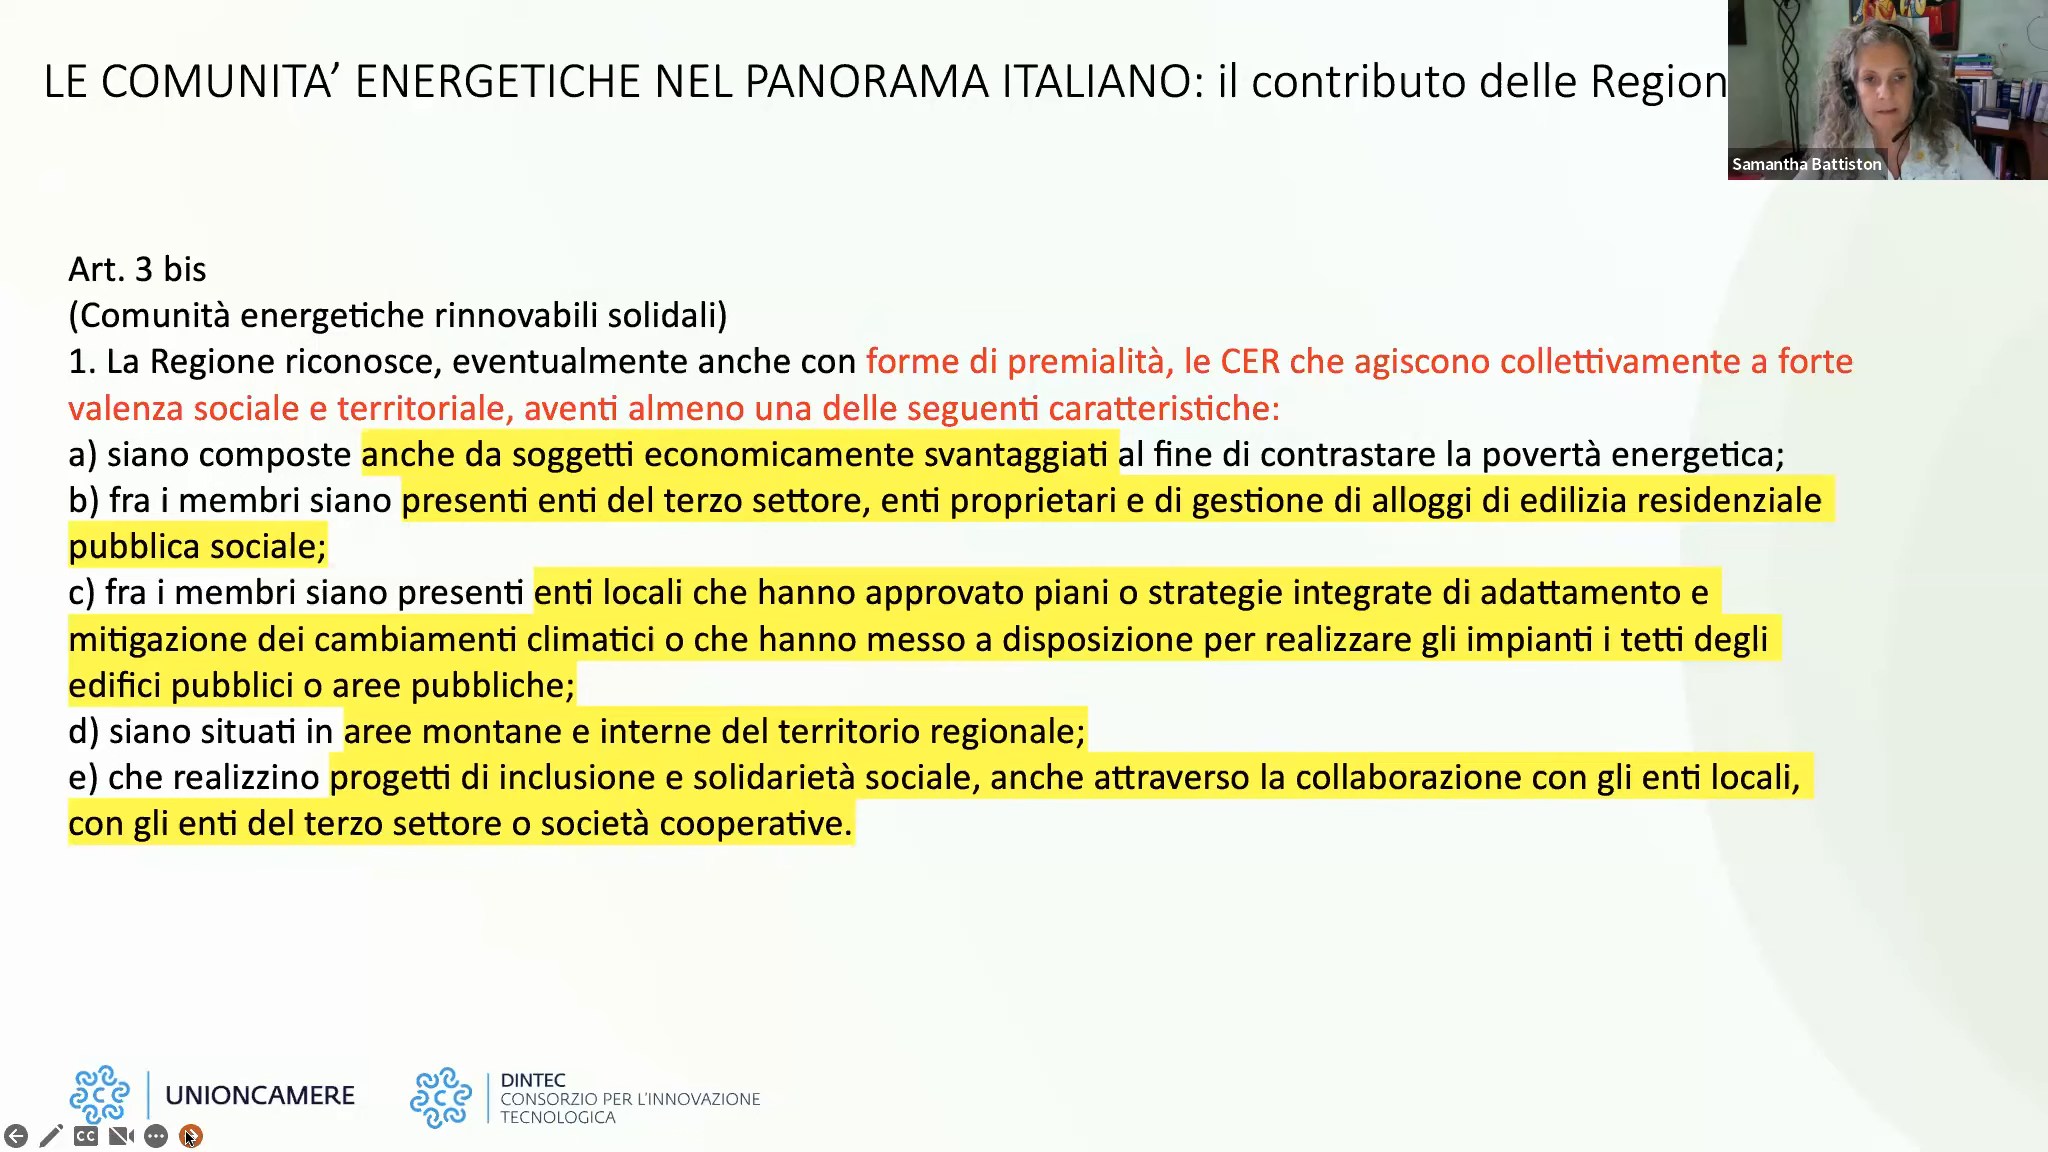 LE COMUNITA’ ENERGETICHE NEL PANORAMA ITALIANO: il contributo delle Region
Samantha Battiston
Art. 3 bis
(Comunità energetiche rinnovabili solidali)
1. La Regione riconosce, eventualmente anche con forme di premialità, le CER che agiscono collettivamente a forte
valenza sociale e territoriale, aventi almeno una delle seguenti caratteristiche:
a) siano composte anche da soggetti economicamente svantaggiati al fine di contrastare la povertà energetica;
b) fra i membri siano presenti enti del terzo settore, enti proprietari e di gestione di alloggi di edilizia residenziale
pubblica sociale;
c) fra i membri siano presenti enti locali che hanno approvato piani o strategie integrate di adattamento e
mitigazione dei cambiamenti climatici o che hanno messo a disposizione per realizzare gli impianti i tetti degli
edifici pubblici o aree pubbliche;
d) siano situati in aree montane e interne del territorio regionale;
e) che realizzino progetti di inclusione e solidarietà sociale, anche attraverso la collaborazione con gli enti locali,
con gli enti del terzo settore o società cooperative.
UNIONCAMERE
DINTEC
CONSORZIO PER L’INNOVAZIONE
TECNOLOGICA
CC